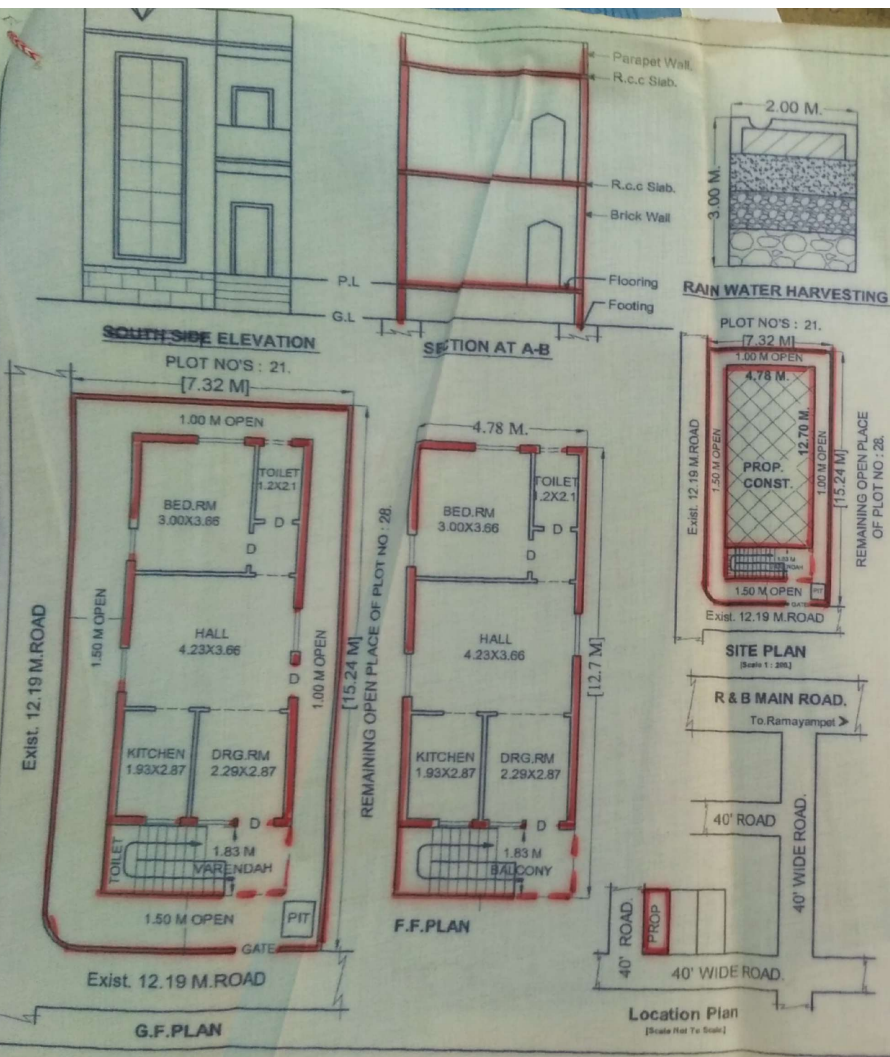 Parapet Wall.
R.c.c Slab.
R.c.c Slab.
Brick Wall
P.L
Flooring
G.L
Footing
SOUTH SIDE ELEVATION
SECTION AT A-B
2.00 M.
3.00 M.
RAIN WATER HARVESTING
PLOT NO'S : 21.
[7.32 M]
1.00 M OPEN
BED.RM
3.00X3.66
TOILET
1.2X2.1
D
D
HALL
4.23X3.66
D
1.50 M OPEN
1.00 M OPEN
[15.24 M]
REMAINING OPEN PLACE OF PLOT NO : 28.
Exist. 12.19 M.ROAD
KITCHEN
1.93X2.87
DRG.RM
2.29X2.87
D
TOILET
1.83 M
VARENDAH
1.50 M OPEN
PIT
GATE
Exist. 12.19 M.ROAD
G.F.PLAN
4.78 M.
BED.RM
3.00X3.66
TOILET
1.2X2.1
D
D
HALL
4.23X3.66
[12.7 M]
KITCHEN
1.93X2.87
DRG.RM
2.29X2.87
D
1.83 M
BALCONY
F.F.PLAN
PLOT NO'S : 21.
[7.32 M]
1.00 M OPEN
4.78 M.
12.70 M.
PROP.
CONST.
Exist. 12.19 M.ROAD
1.50 M OPEN
1.00 M OPEN
[15.24 M]
REMAINING OPEN PLACE
OF PLOT NO : 28.
1.50 M OPEN
PIT
GATE
Exist. 12.19 M.ROAD
SITE PLAN
[Scale 1 : 200.]
R & B MAIN ROAD.
To.Ramayampet
40' ROAD
40' WIDE ROAD.
40' ROAD.
PROP
40' WIDE ROAD.
Location Plan
[Scale Not To Scale]